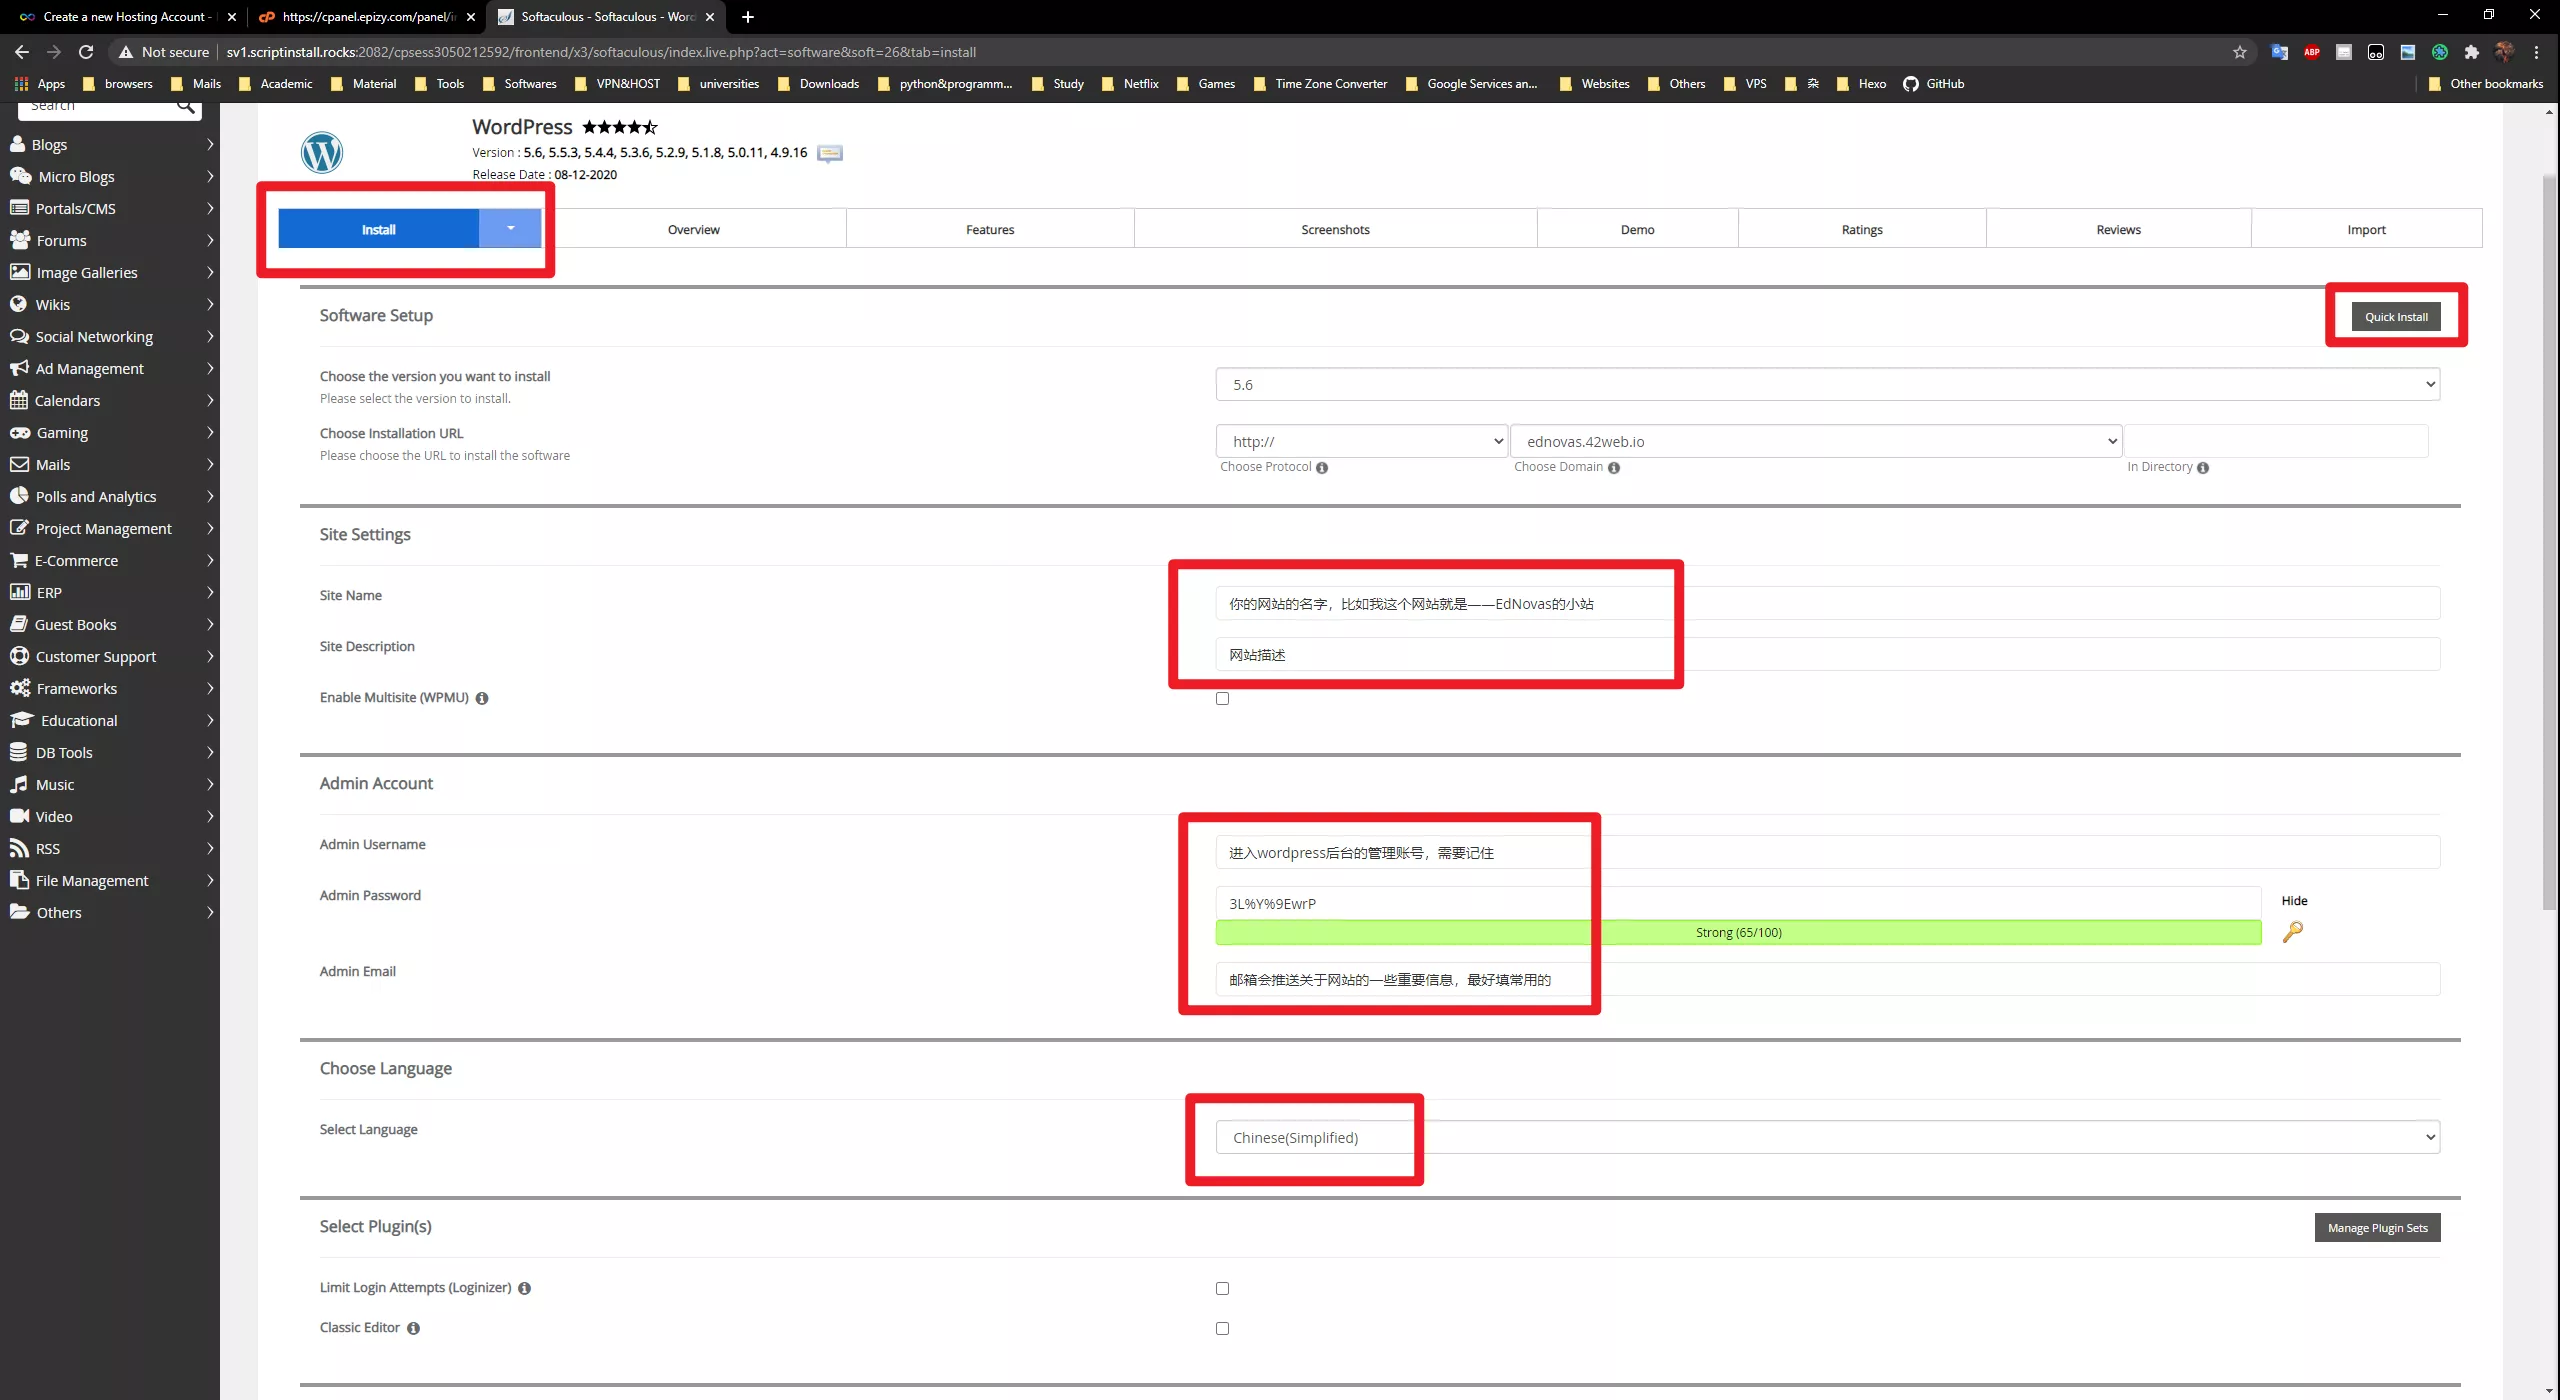 Create a new Hosting Account -
https://cpanel.epizy.com/panel/i
Softaculous - Softaculous - Wor
Not secure
sv1.scriptinstall.rocks:2082/cpsess3050212592/frontend/x3/softaculous/index.live.php?act=software&soft=26&tab=install
ABP
Apps browsers Mails Academic Material Tools Softwares VPN&HOST universities Downloads python&programm... Study Netflix Games Time Zone Converter Google Services an... Websites Others VPS 杂 Hexo GitHub Other bookmarks
Search
Blogs
Micro Blogs
Portals/CMS
Forums
Image Galleries
Wikis
Social Networking
Ad Management
Calendars
Gaming
Mails
Polls and Analytics
Project Management
E-Commerce
ERP
Guest Books
Customer Support
Frameworks
Educational
DB Tools
Music
Video
RSS
File Management
Others
WordPress
Version : 5.6, 5.5.3, 5.4.4, 5.3.6, 5.2.9, 5.1.8, 5.0.11, 4.9.16
Release Date : 08-12-2020
Install Overview Features Screenshots Demo Ratings Reviews Import
Software Setup
Quick Install
Choose the version you want to install
Please select the version to install.
5.6
Choose Installation URL
Please choose the URL to install the software
http://
ednovas.42web.io
Choose Protocol
Choose Domain
In Directory
Site Settings
Site Name
你的网站的名字，比如我这个网站就是——EdNovas的小站
Site Description
网站描述
Enable Multisite (WPMU)
Admin Account
Admin Username
进入wordpress后台的管理账号，需要记住
Admin Password
3L%Y%9EwrP
Hide
Strong (65/100)
Admin Email
邮箱会推送关于网站的一些重要信息，最好填常用的
Choose Language
Select Language
Chinese(Simplified)
Select Plugin(s)
Manage Plugin Sets
Limit Login Attempts (Loginizer)
Classic Editor